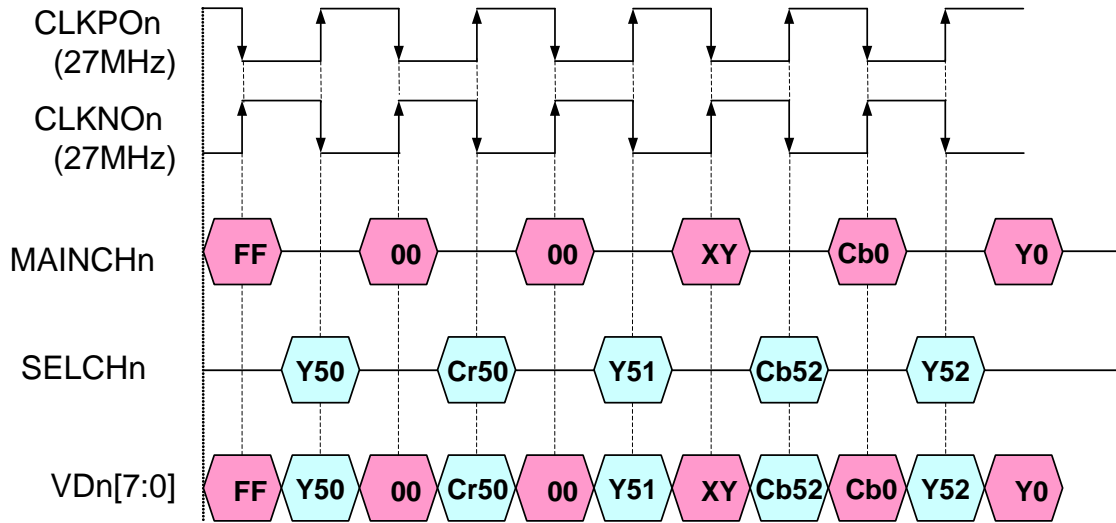 CLKPOn
(27MHz)
CLKNOn
(27MHz)
MAINCHn FF 00 00 XY Cb0 Y0
SELCHn Y50 Cr50 Y51 Cb52 Y52
VDn[7:0] FF Y50 00 Cr50 00 Y51 XY Cb52 Cb0 Y52 Y0